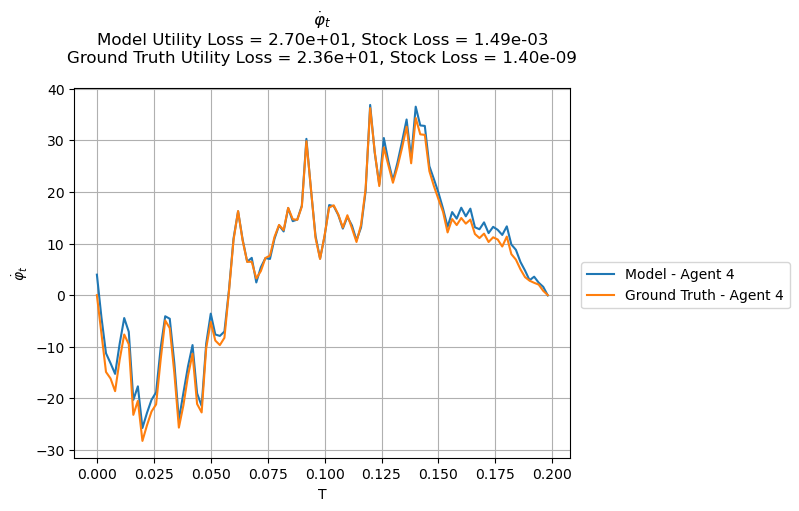 φ̇ₜ
Model Utility Loss = 2.70e+01, Stock Loss = 1.49e-03
Ground Truth Utility Loss = 2.36e+01, Stock Loss = 1.40e-09
40
30
20
10
0
−10
−20
−30
φ̇ₜ
0.000 0.025 0.050 0.075 0.100 0.125 0.150 0.175 0.200
T
Model - Agent 4
Ground Truth - Agent 4